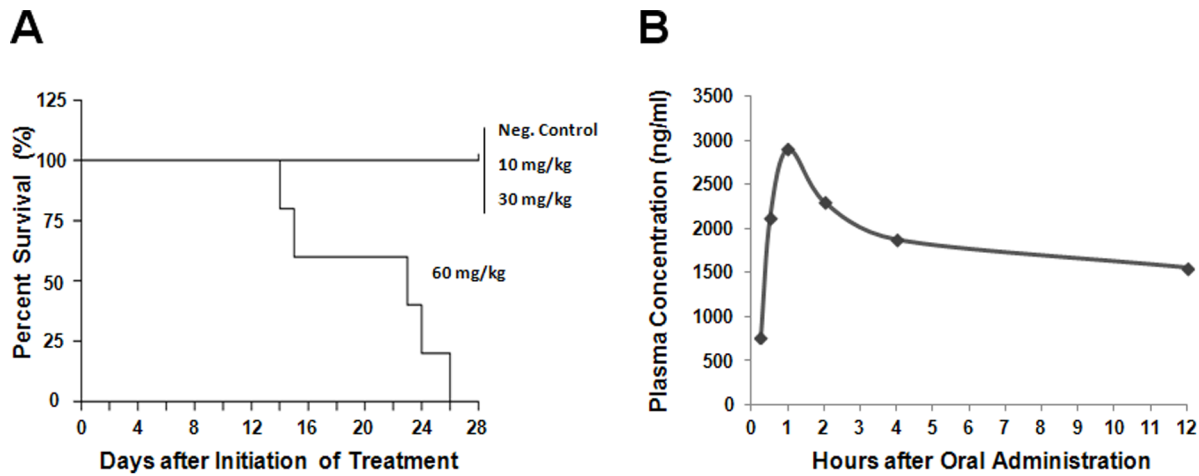 A
Percent Survival (%)
125
100
75
50
25
0
0 4 8 12 16 20 24 28
Days after Initiation of Treatment
Neg. Control
10 mg/kg
30 mg/kg
60 mg/kg
B
Plasma Concentration (ng/ml)
3500
3000
2500
2000
1500
1000
500
0
0 1 2 3 4 5 6 7 8 9 10 11 12
Hours after Oral Administration